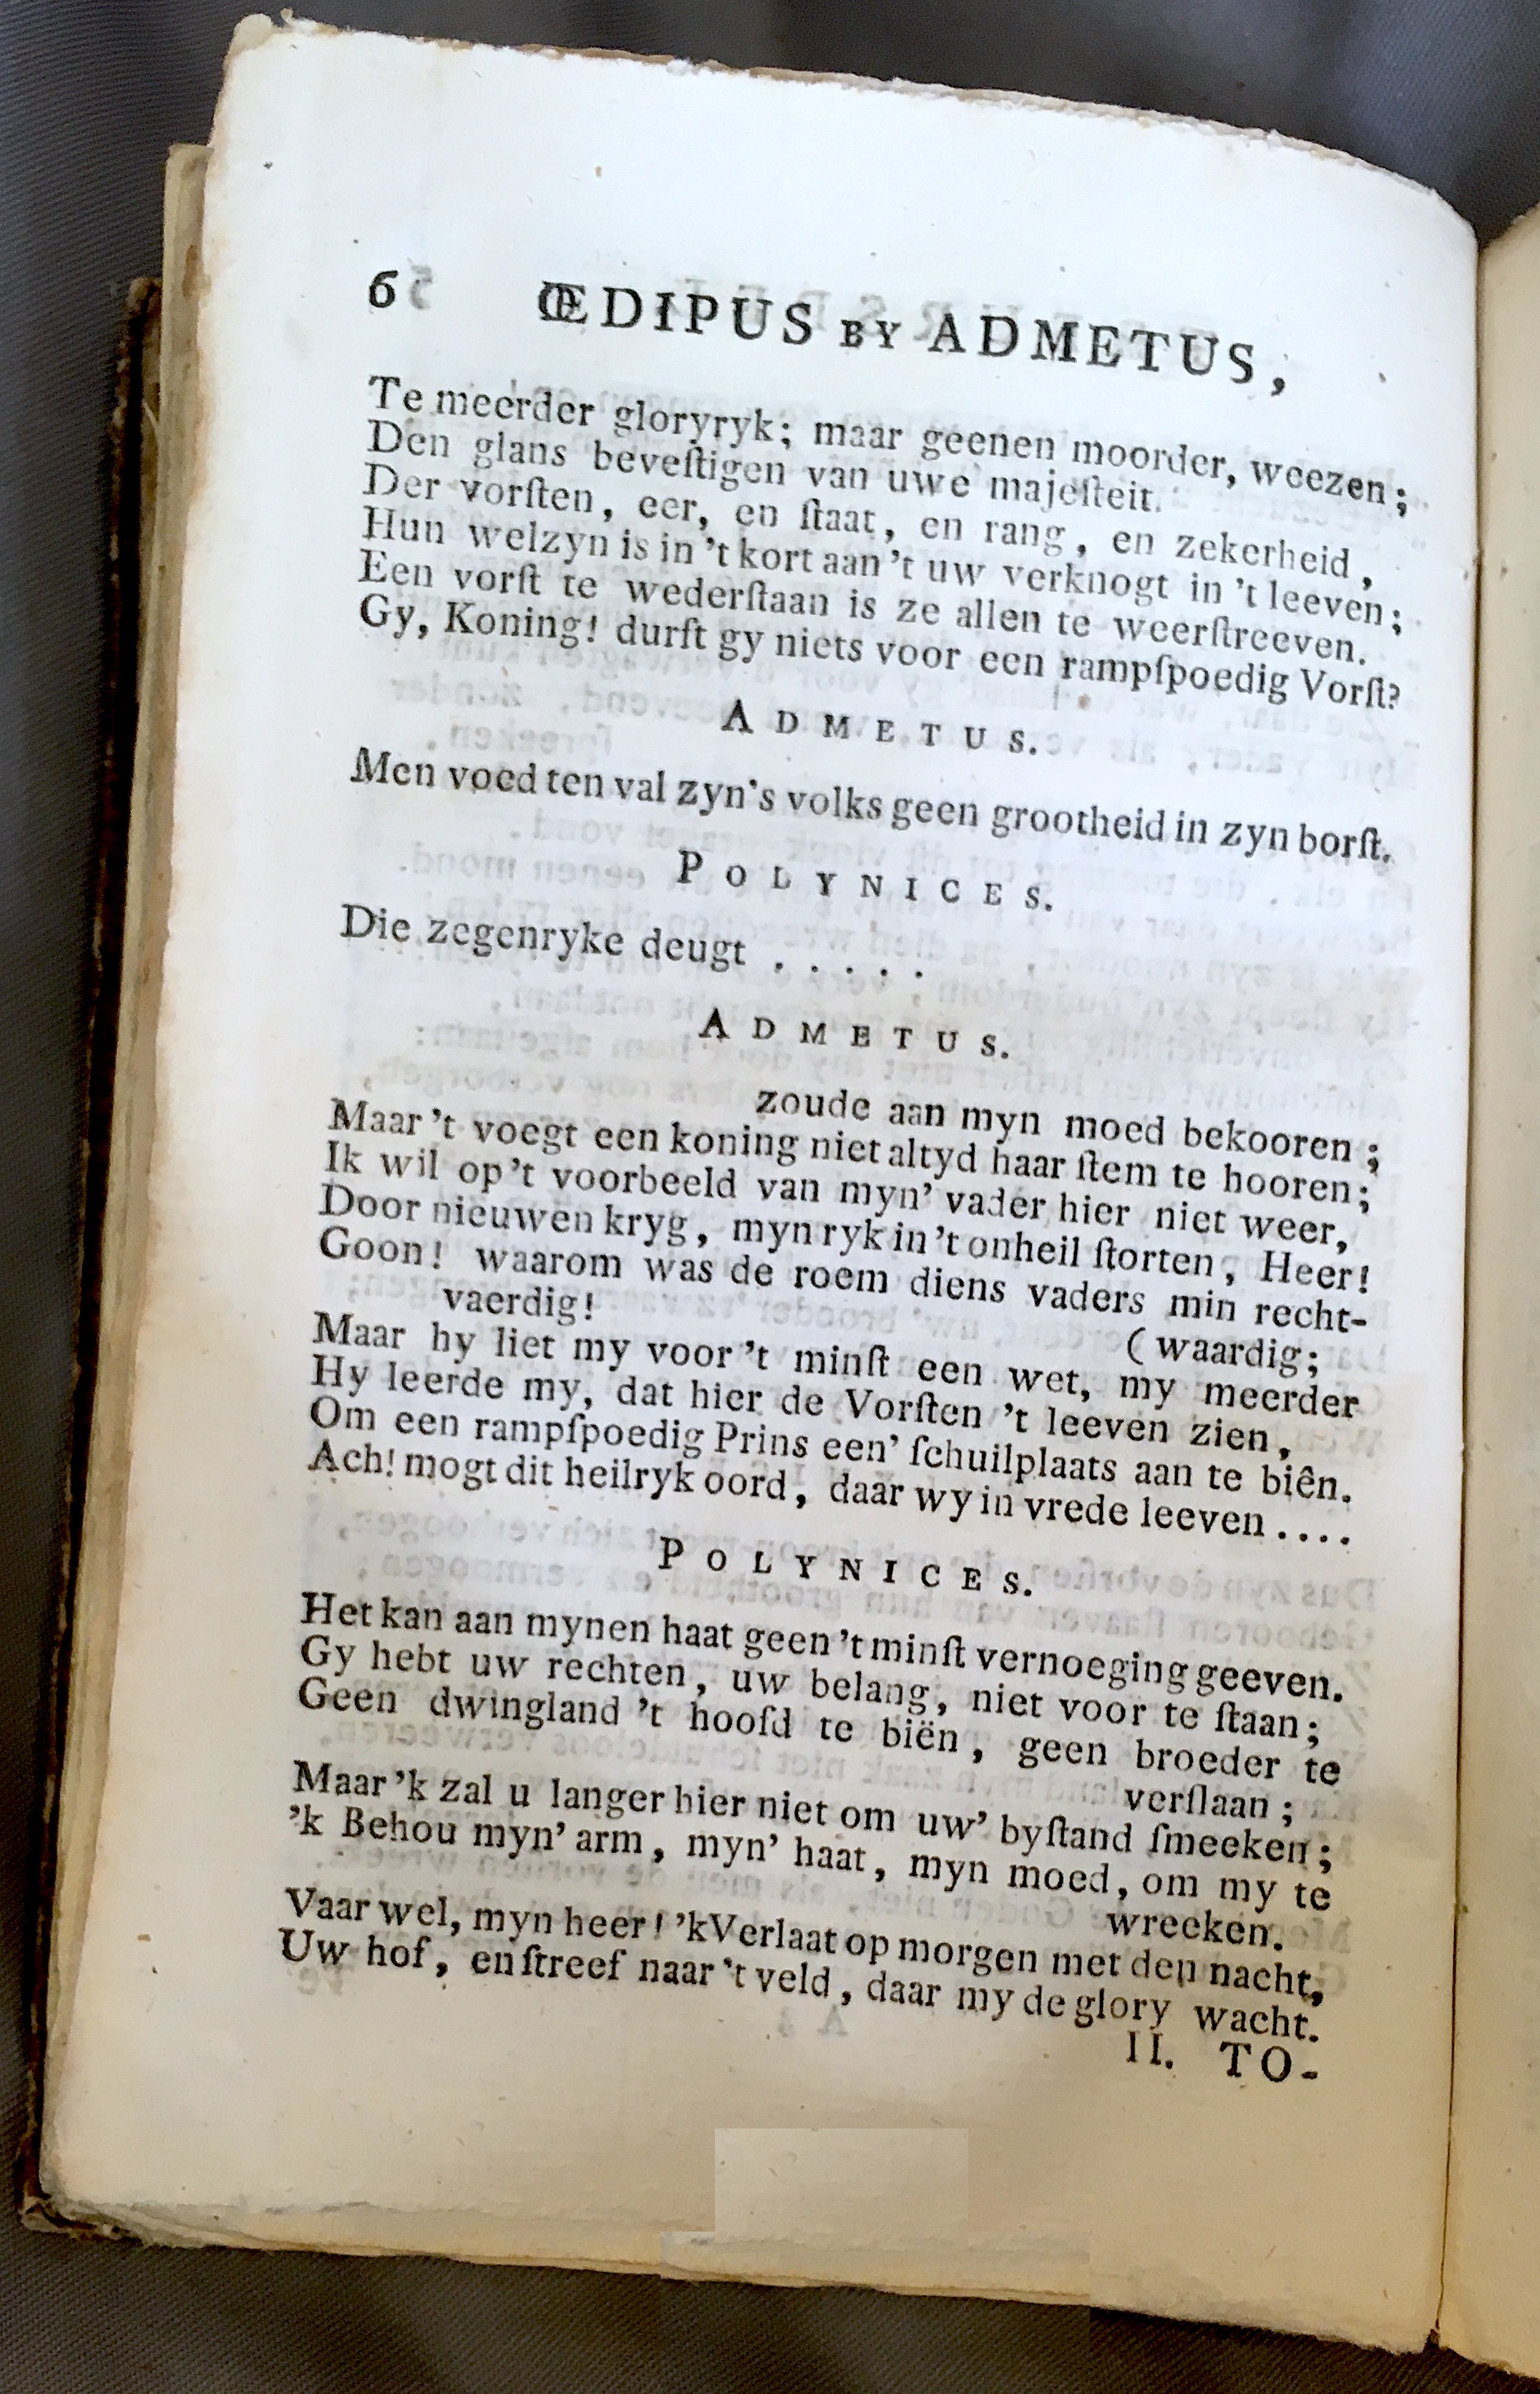 6 ŒDIPUS BY ADMETUS,
Te meerder gloryryk; maar geenen moorder, weezen;
Den glans beveſtigen van uwe majeſteit.
Der vorſten, eer, en ſtaat, en rang, en zekerheid,
Hun welzyn is in 't kort aan 't uw verknogt in 't leeven;
Een vorſt te wederſtaan is ze allen te weerſtreeven.
Gy, Koning! durſt gy niets voor een rampſpoedig Vorſt?
ADMETUS.
Men voed ten val zyn's volks geen grootheid in zyn borſt.
POLYNICES.
Die zegenryke deugt . . . . .
ADMETUS.
zoude aan myn moed bekooren;
Maar 't voegt een koning niet altyd haar ſtem te hooren;
Ik wil op 't voorbeeld van myn' vader hier niet weer,
Door nieuwen kryg, myn ryk in 't onheil ſtorten, Heer!
Goon! waarom was de roem diens vaders min recht-
vaerdig!
(waardig;
Maar hy liet my voor 't minſt een wet, my meerder
Hy leerde my, dat hier de Vorſten 't leeven zien,
Om een rampſpoedig Prins een' ſchuilplaats aan te biên.
Ach! mogt dit heilryk oord, daar wy in vrede leeven . . . .
POLYNICES.
Het kan aan mynen haat geen 't minſt vernoeging geeven.
Gy hebt uw rechten, uw belang, niet voor te ſtaan;
Geen dwingland 't hoofd te biën, geen broeder te
verſlaan;
Maar 'k zal u langer hier niet om uw' byſtand ſmeeken;
'k Behou myn' arm, myn' haat, myn moed, om my te
wreeken.
Vaar wel, myn heer! 'k Verlaat op morgen met den nacht,
Uw hof, en ſtreef naar 't veld, daar my de glory wacht.
II. TO-